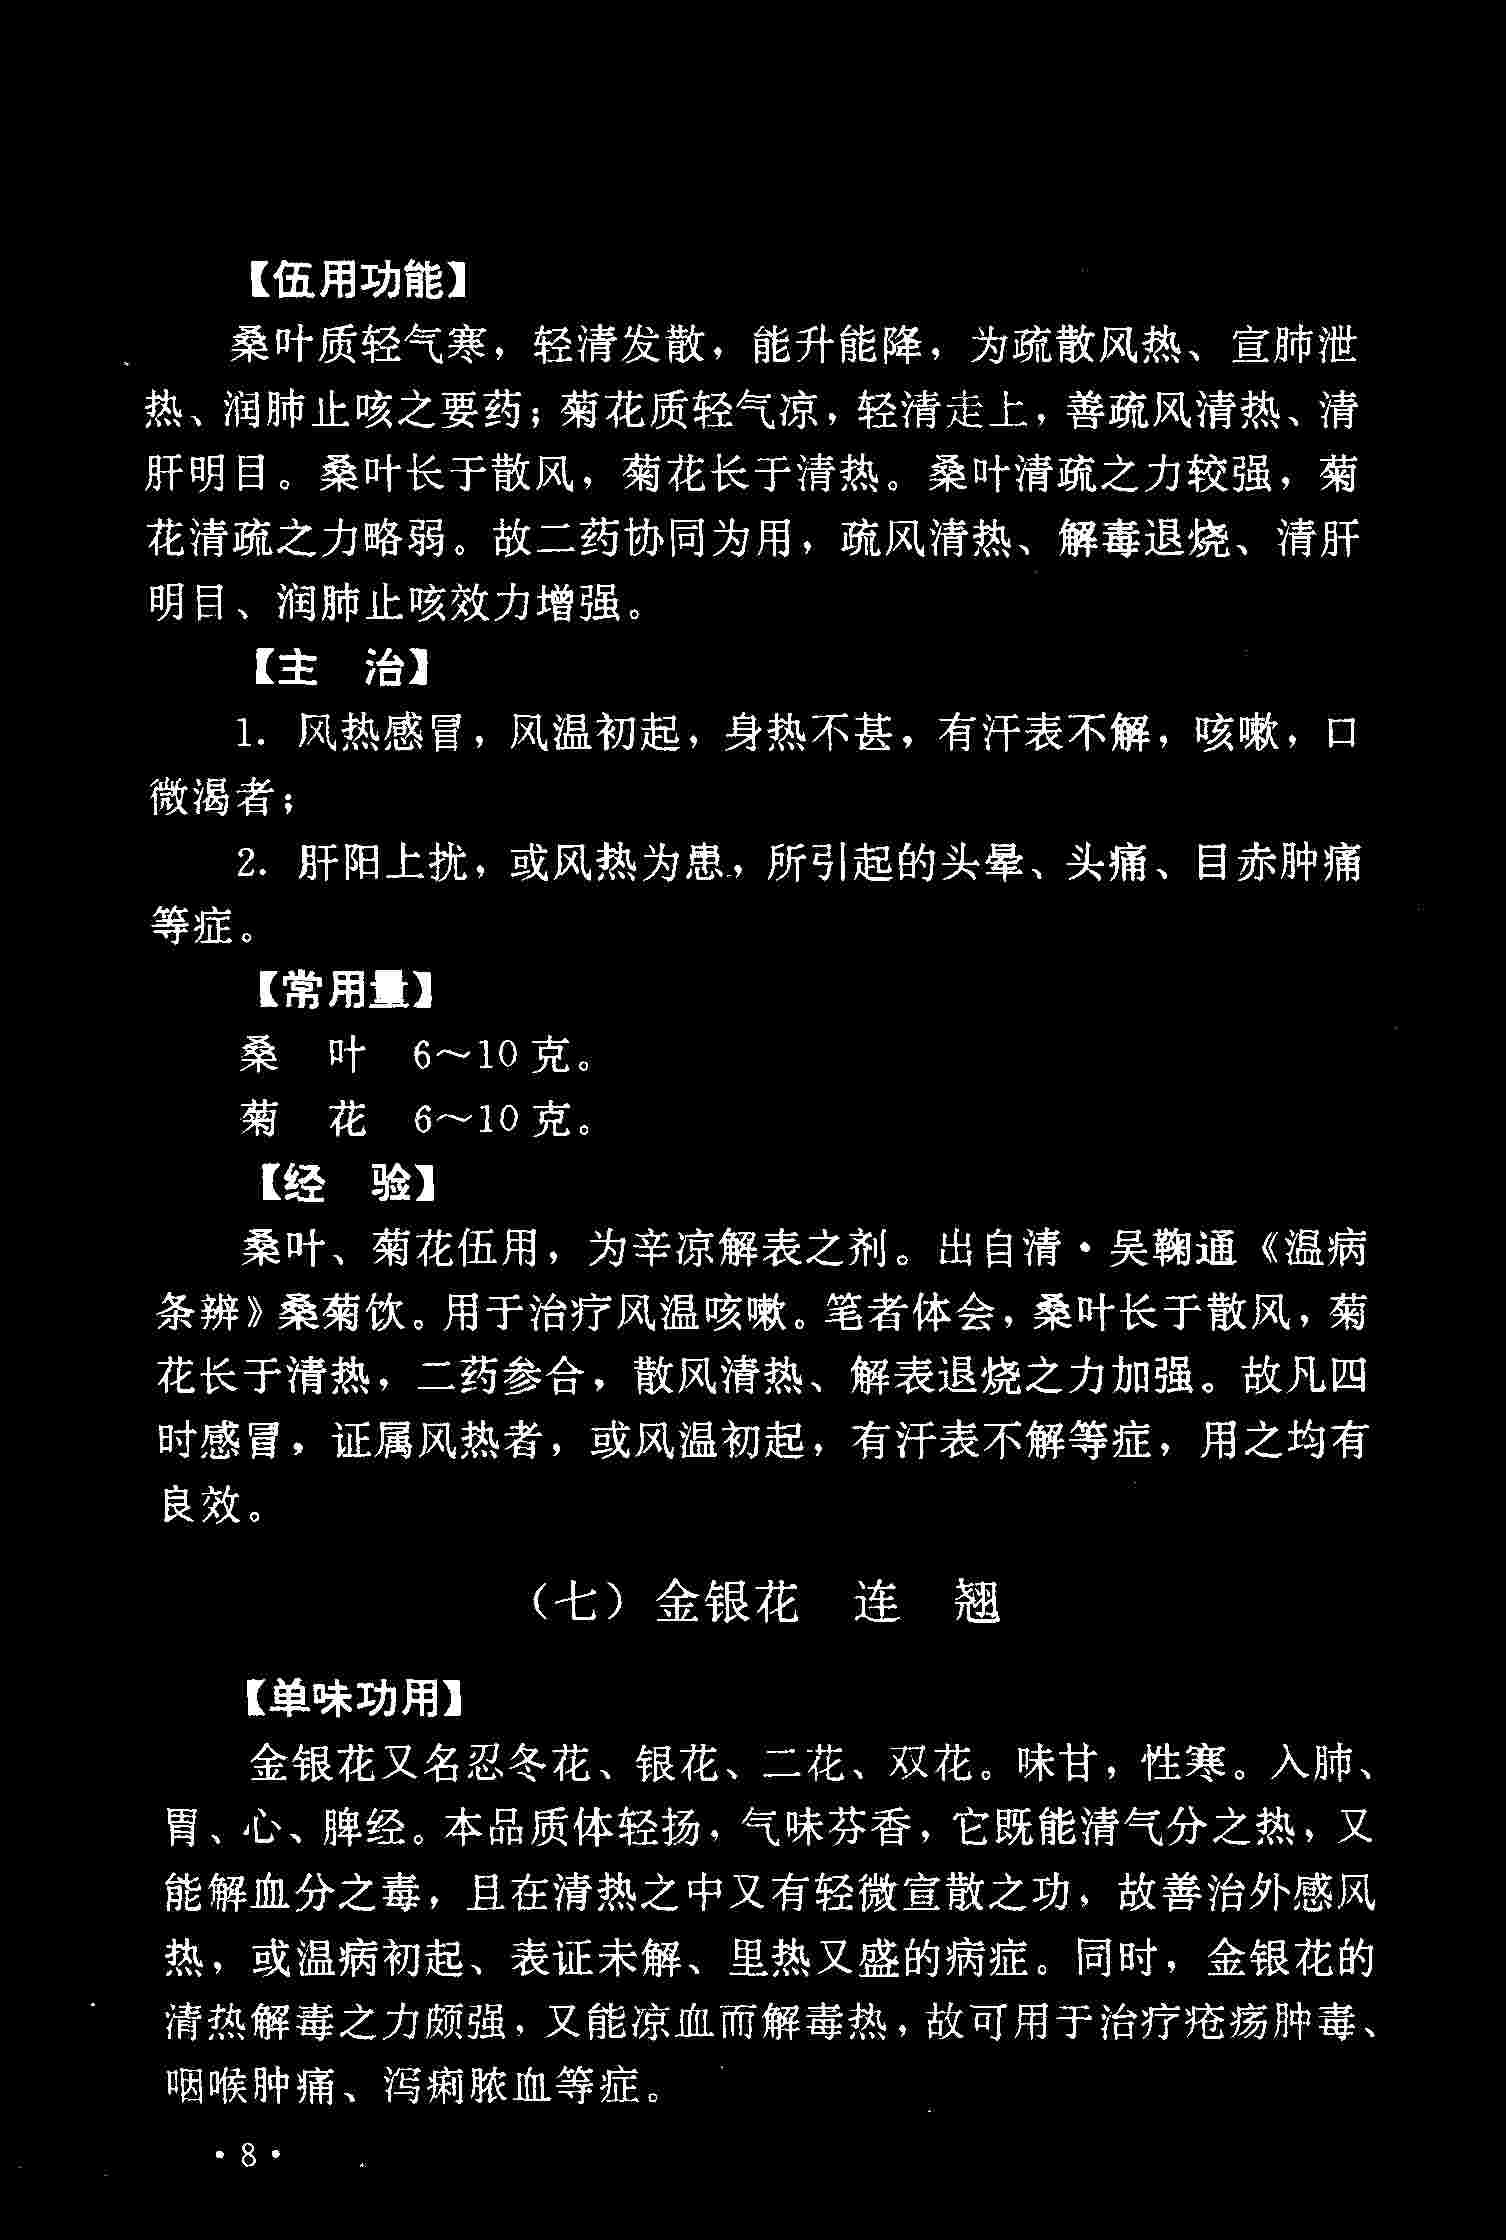 【伍用功能】
桑叶质轻气寒，轻清发散，能升能降，为疏散风热、宣肺泄
热、润肺止咳之要药；菊花质轻气凉，轻清走上，善疏风清热、清
肝明目。桑叶长于散风，菊花长于清热。桑叶清疏之力较强，菊
花清疏之力略弱。故二药协同为用，疏风清热、解毒退烧、清肝
明目、润肺止咳效力增强。
【主　治】
1. 风热感冒，风温初起，身热不甚，有汗表不解，咳嗽，口
微渴者；
2. 肝阳上扰，或风热为患，所引起的头晕、头痛、目赤肿痛
等症。
【常用量】
桑　叶　6～10 克。
菊　花　6～10 克。
【经　验】
桑叶、菊花伍用，为辛凉解表之剂。出自清·吴鞠通《温病
条辨》桑菊饮。用于治疗风温咳嗽。笔者体会，桑叶长于散风，菊
花长于清热，二药参合，散风清热、解表退烧之力加强。故凡四
时感冒，证属风热者，或风温初起，有汗表不解等症，用之均有
良效。
（七）金银花　连　翘
【单味功用】
金银花又名忍冬花、银花、二花、双花。味甘，性寒。入肺、
胃、心、脾经。本品质体轻扬，气味芬香，它既能清气分之热，又
能解血分之毒，且在清热之中又有轻微宣散之功，故善治外感风
热，或温病初起、表证未解、里热又盛的病症。同时，金银花的
清热解毒之力颇强，又能凉血而解毒热，故可用于治疗疮疡肿毒、
咽喉肿痛、泻痢脓血等症。
·8·